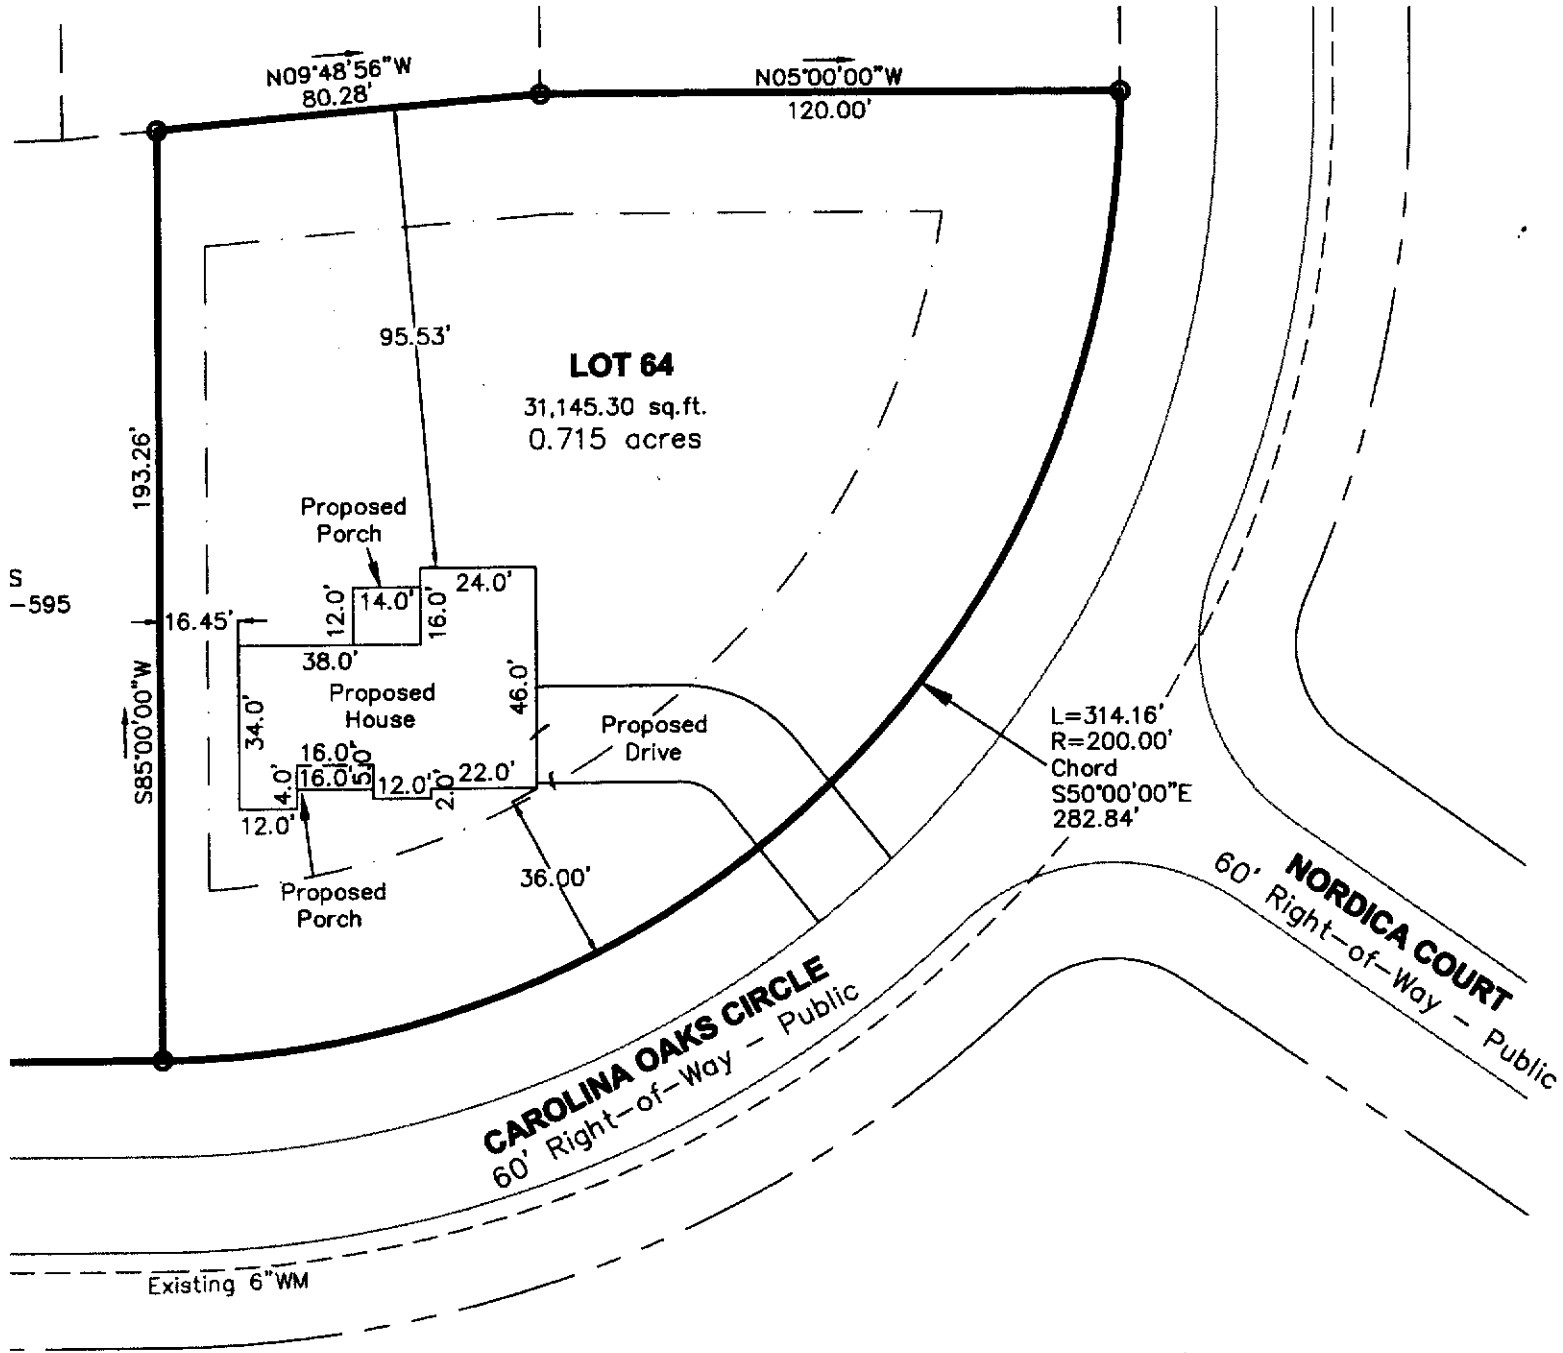 N09°48'56"W
80.28'
N05°00'00"W
120.00'
95.53'
LOT 64
31,145.30 sq.ft.
0.715 acres
193.26'
S85°00'00"W
S
-595
16.45'
Proposed
Porch
24.0'
14.0'
12.0'
16.0'
38.0'
Proposed
House
46.0'
34.0'
16.0'
16.0'
5.0'
4.0'
12.0'
2.0'
22.0'
12.0'
Proposed
Drive
Proposed
Porch
36.00'
L=314.16'
R=200.00'
Chord
S50°00'00"E
282.84'
NORDICA COURT
60' Right-of-Way - Public
CAROLINA OAKS CIRCLE
60' Right-of-Way - Public
Existing 6"WM